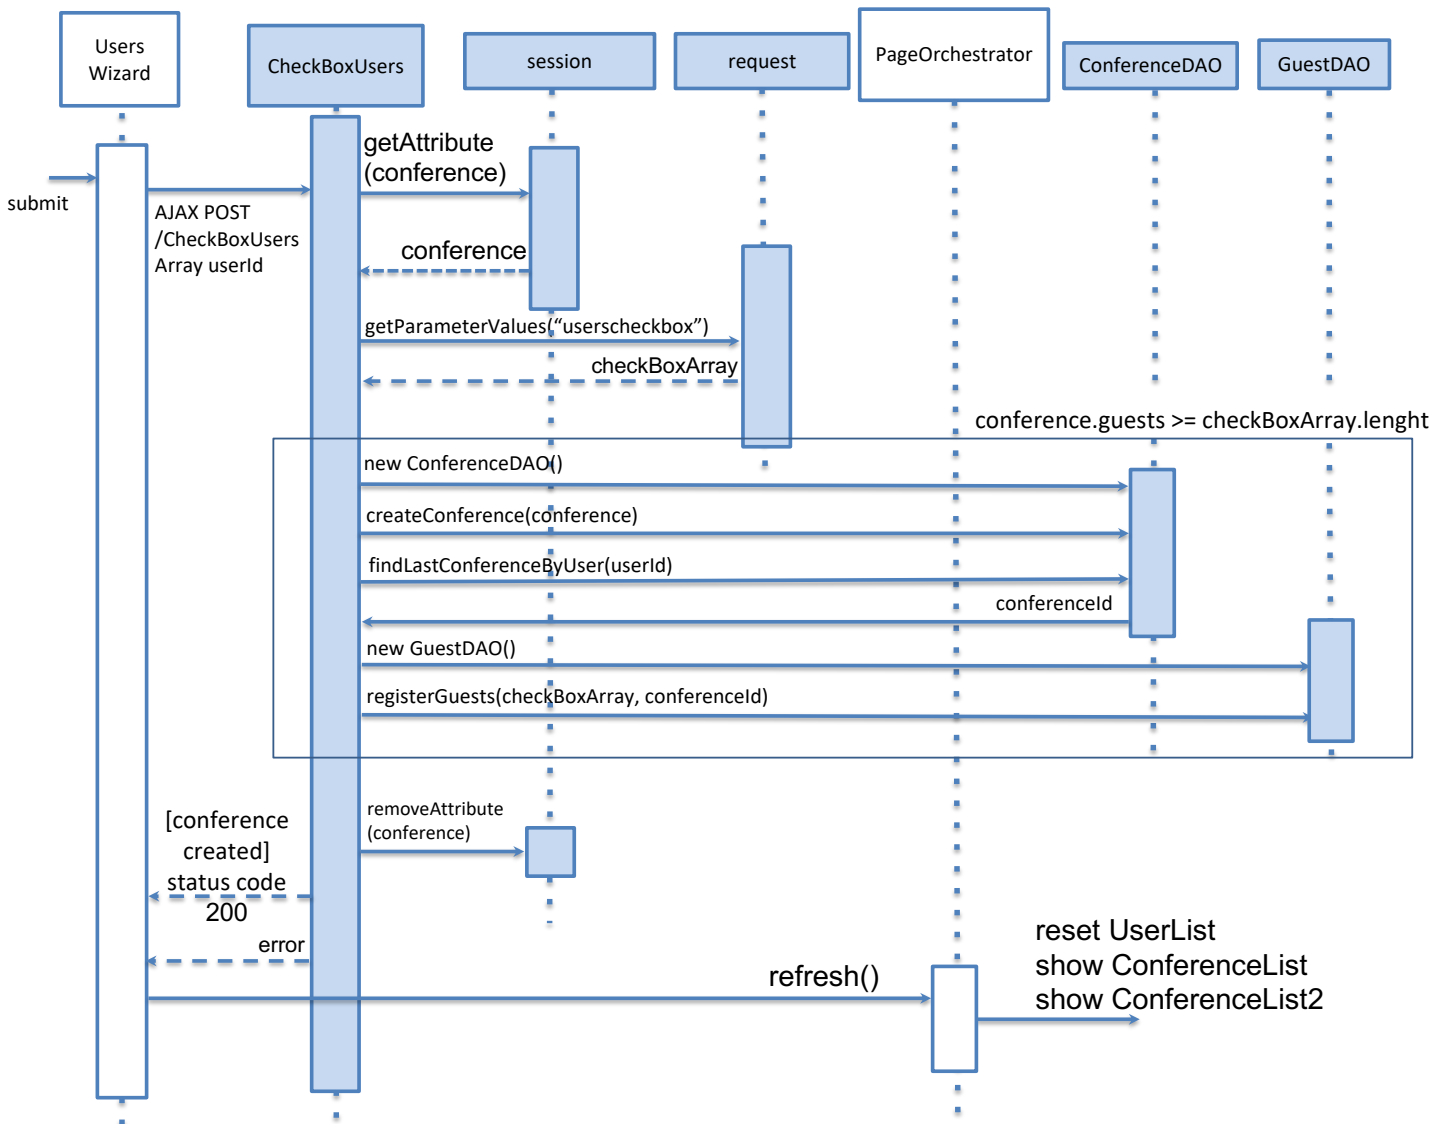 Users
Wizard
CheckBoxUsers
session
request
PageOrchestrator
ConferenceDAO
GuestDAO
submit
AJAX POST
/CheckBoxUsers
Array userId
getAttribute
(conference)
conference
getParameterValues(“userscheckbox”)
checkBoxArray
conference.guests >= checkBoxArray.lenght
new ConferenceDAO()
createConference(conference)
findLastConferenceByUser(userId)
conferenceId
new GuestDAO()
registerGuests(checkBoxArray, conferenceId)
removeAttribute
(conference)
[conference
created]
status code
200
error
refresh()
reset UserList
show ConferenceList
show ConferenceList2